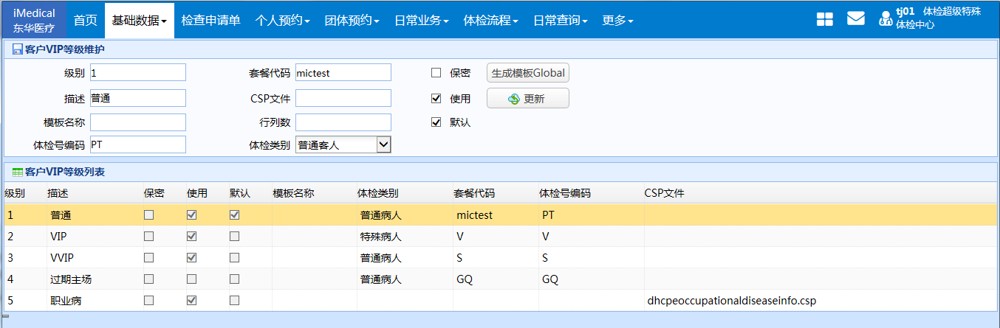 iMedical
东华医疗
首页 基础数据 检查申请单 个人预约 团体预约 日常业务 体检流程 日常查询 更多
tj01 体检超级特殊
体检中心
客户VIP等级维护
级别 1 套餐代码 mictest 保密 生成模板Global
描述 普通 CSP文件 使用 更新
模板名称 行列数 默认
体检号编码 PT 体检类别 普通客人
客户VIP等级列表
级别 描述 保密 使用 默认 模板名称 体检类别 套餐代码 体检号编码 CSP文件
1 普通 普通病人 mictest PT
2 VIP 特殊病人 V V
3 VVIP 普通病人 S S
4 过期主场 普通病人 GQ GQ
5 职业病 dhcpeoccupationaldiseaseinfo.csp